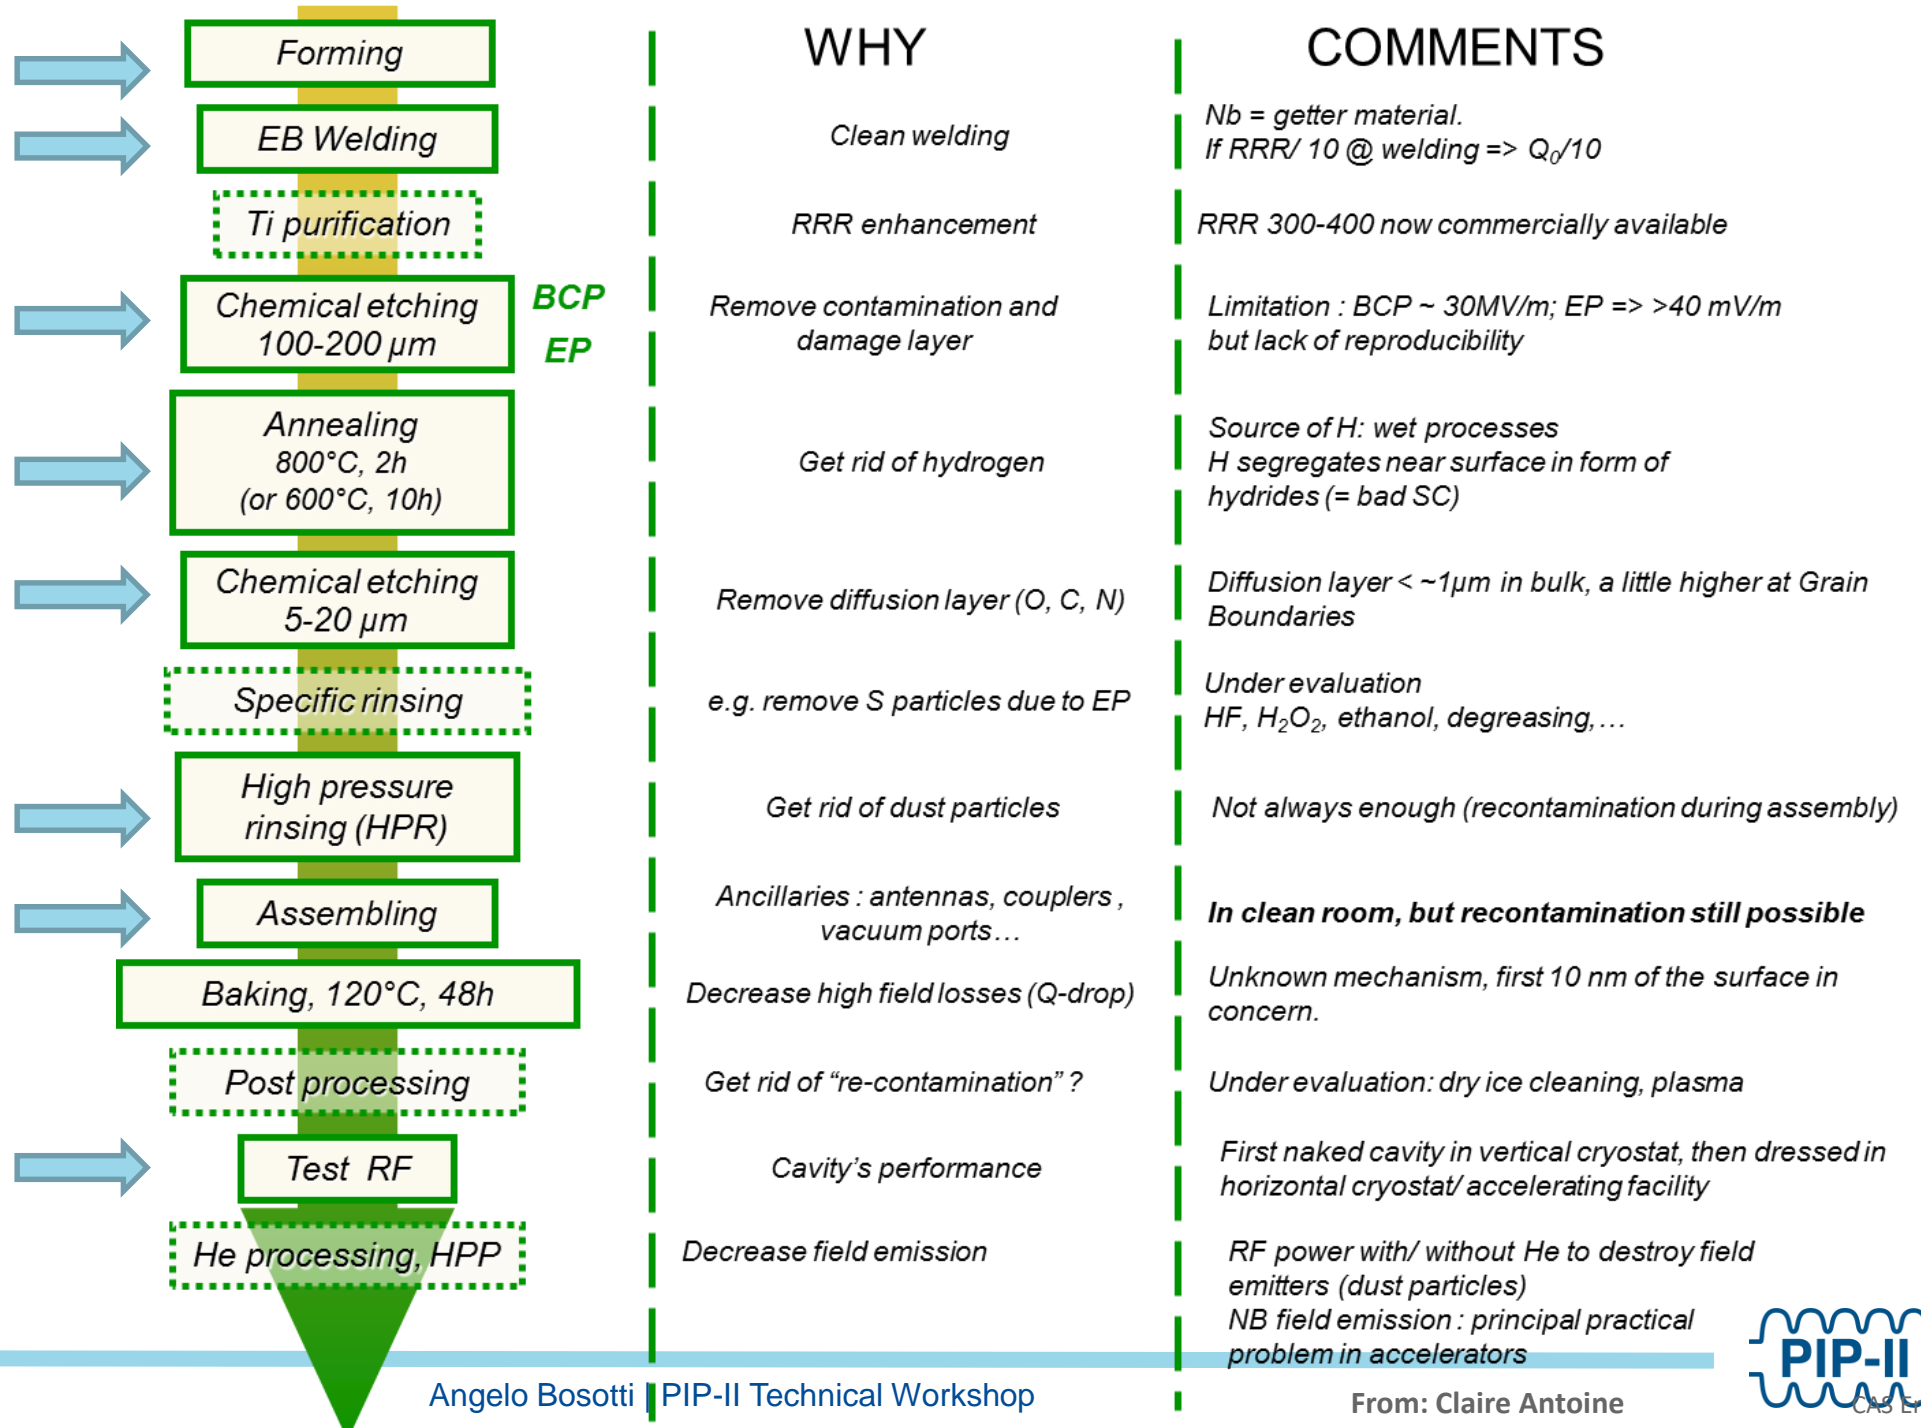 WHY
COMMENTS
Forming
EB Welding
Clean welding
Nb = getter material.
If RRR/ 10 @ welding => Q₀/10
Ti purification
RRR enhancement
RRR 300-400 now commercially available
Chemical etching
100-200 µm
BCP
EP
Remove contamination and
damage layer
Limitation : BCP ~ 30MV/m; EP => >40 mV/m
but lack of reproducibility
Annealing
800°C, 2h
(or 600°C, 10h)
Get rid of hydrogen
Source of H: wet processes
H segregates near surface in form of
hydrides (= bad SC)
Chemical etching
5-20 µm
Remove diffusion layer (O, C, N)
Diffusion layer < ~1µm in bulk, a little higher at Grain
Boundaries
Specific rinsing
e.g. remove S particles due to EP
Under evaluation
HF, H₂O₂, ethanol, degreasing,…
High pressure
rinsing (HPR)
Get rid of dust particles
Not always enough (recontamination during assembly)
Assembling
Ancillaries : antennas, couplers ,
vacuum ports…
In clean room, but recontamination still possible
Baking, 120°C, 48h
Decrease high field losses (Q-drop)
Unknown mechanism, first 10 nm of the surface in
concern.
Post processing
Get rid of “re-contamination” ?
Under evaluation: dry ice cleaning, plasma
Test RF
Cavity’s performance
First naked cavity in vertical cryostat, then dressed in
horizontal cryostat/ accelerating facility
He processing, HPP
Decrease field emission
RF power with/ without He to destroy field
emitters (dust particles)
NB field emission : principal practical
problem in accelerators
PIP-II
Angelo Bosotti | PIP-II Technical Workshop
From: Claire Antoine
CAS